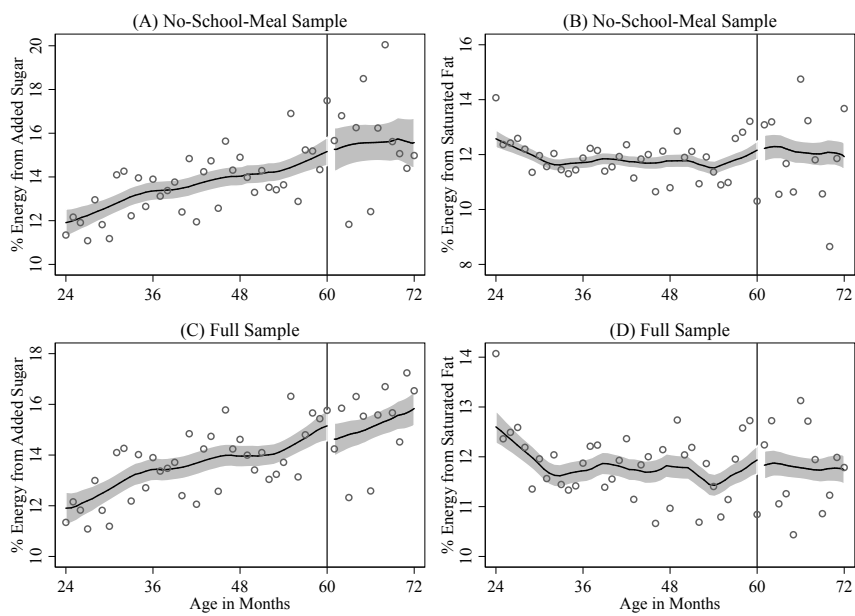 (A) No-School-Meal Sample
% Energy from Added Sugar
20
18
16
14
12
10
24 36 48 60 72
(B) No-School-Meal Sample
% Energy from Saturated Fat
16
14
12
10
8
24 36 48 60 72
(C) Full Sample
% Energy from Added Sugar
18
16
14
12
10
24 36 48 60 72
Age in Months
(D) Full Sample
% Energy from Saturated Fat
14
13
12
11
10
24 36 48 60 72
Age in Months